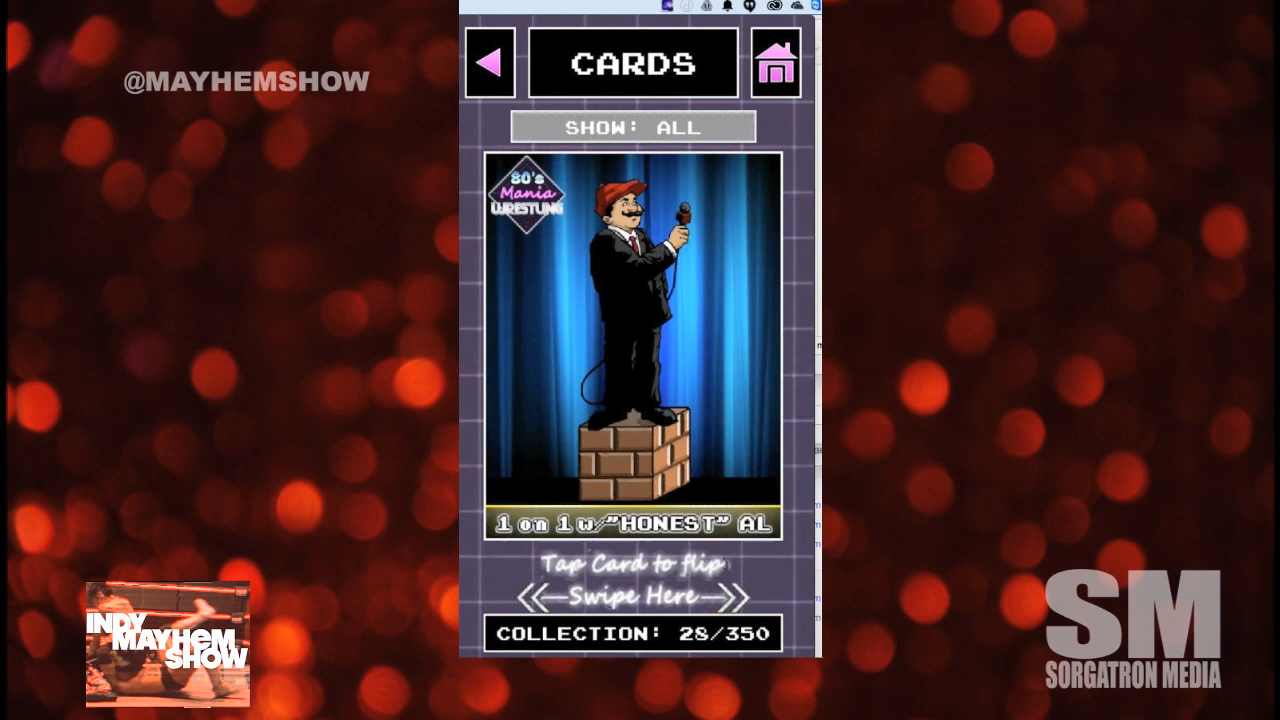 @MAYHEMSHOW
CARDS
SHOW: ALL
80's
Mania
WRESTLING
1 on 1 w/"HONEST" AL
Tap Card to flip
Swipe Here
COLLECTION: 28/350
INDY
MAYHEM
SHOW
SM
SORGATRON MEDIA